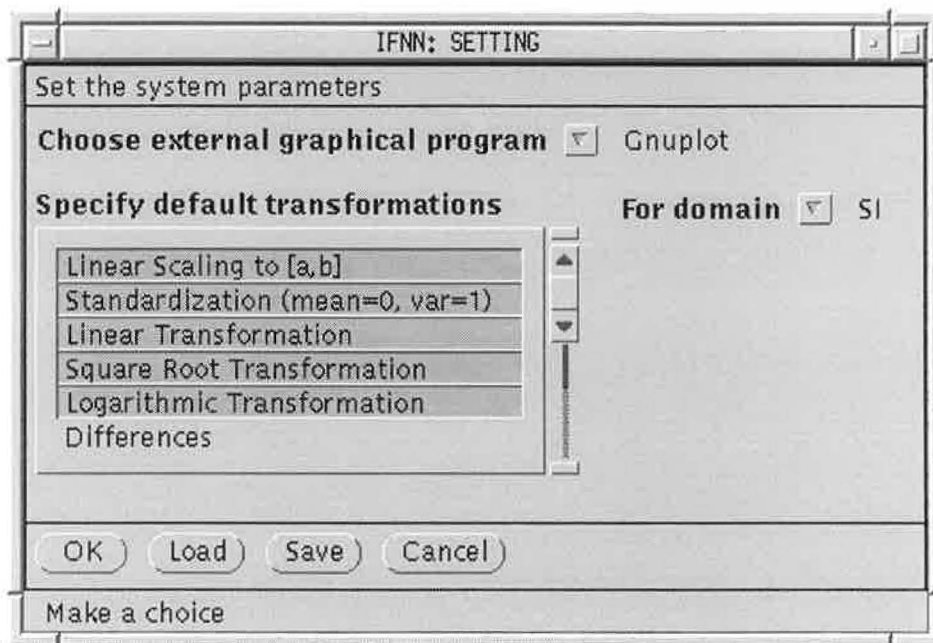 IFNN: SETTING
Set the system parameters
Choose external graphical program Gnuplot
Specify default transformations
For domain SI
Linear Scaling to [a,b]
Standardization (mean=0, var=1)
Linear Transformation
Square Root Transformation
Logarithmic Transformation
Differences
OK Load Save Cancel
Make a choice